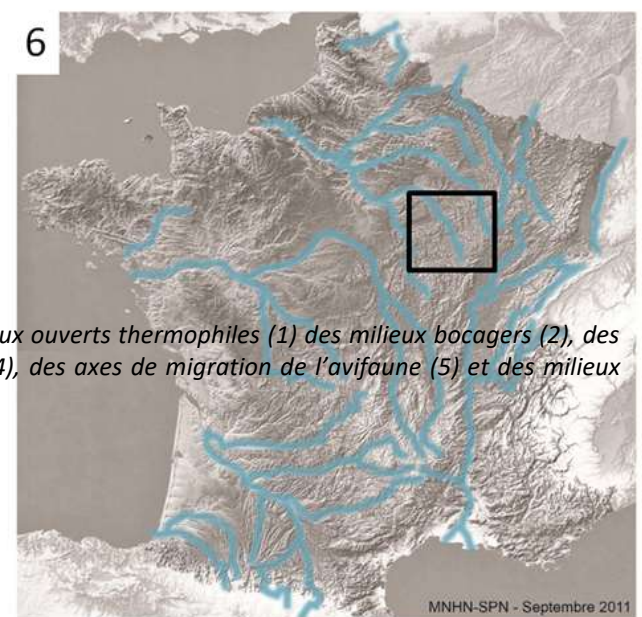 6
ux ouverts thermophiles (1) des milieux bocagers (2), des
4), des axes de migration de l’avifaune (5) et des milieux
MNHN-SPN - Septembre 2011